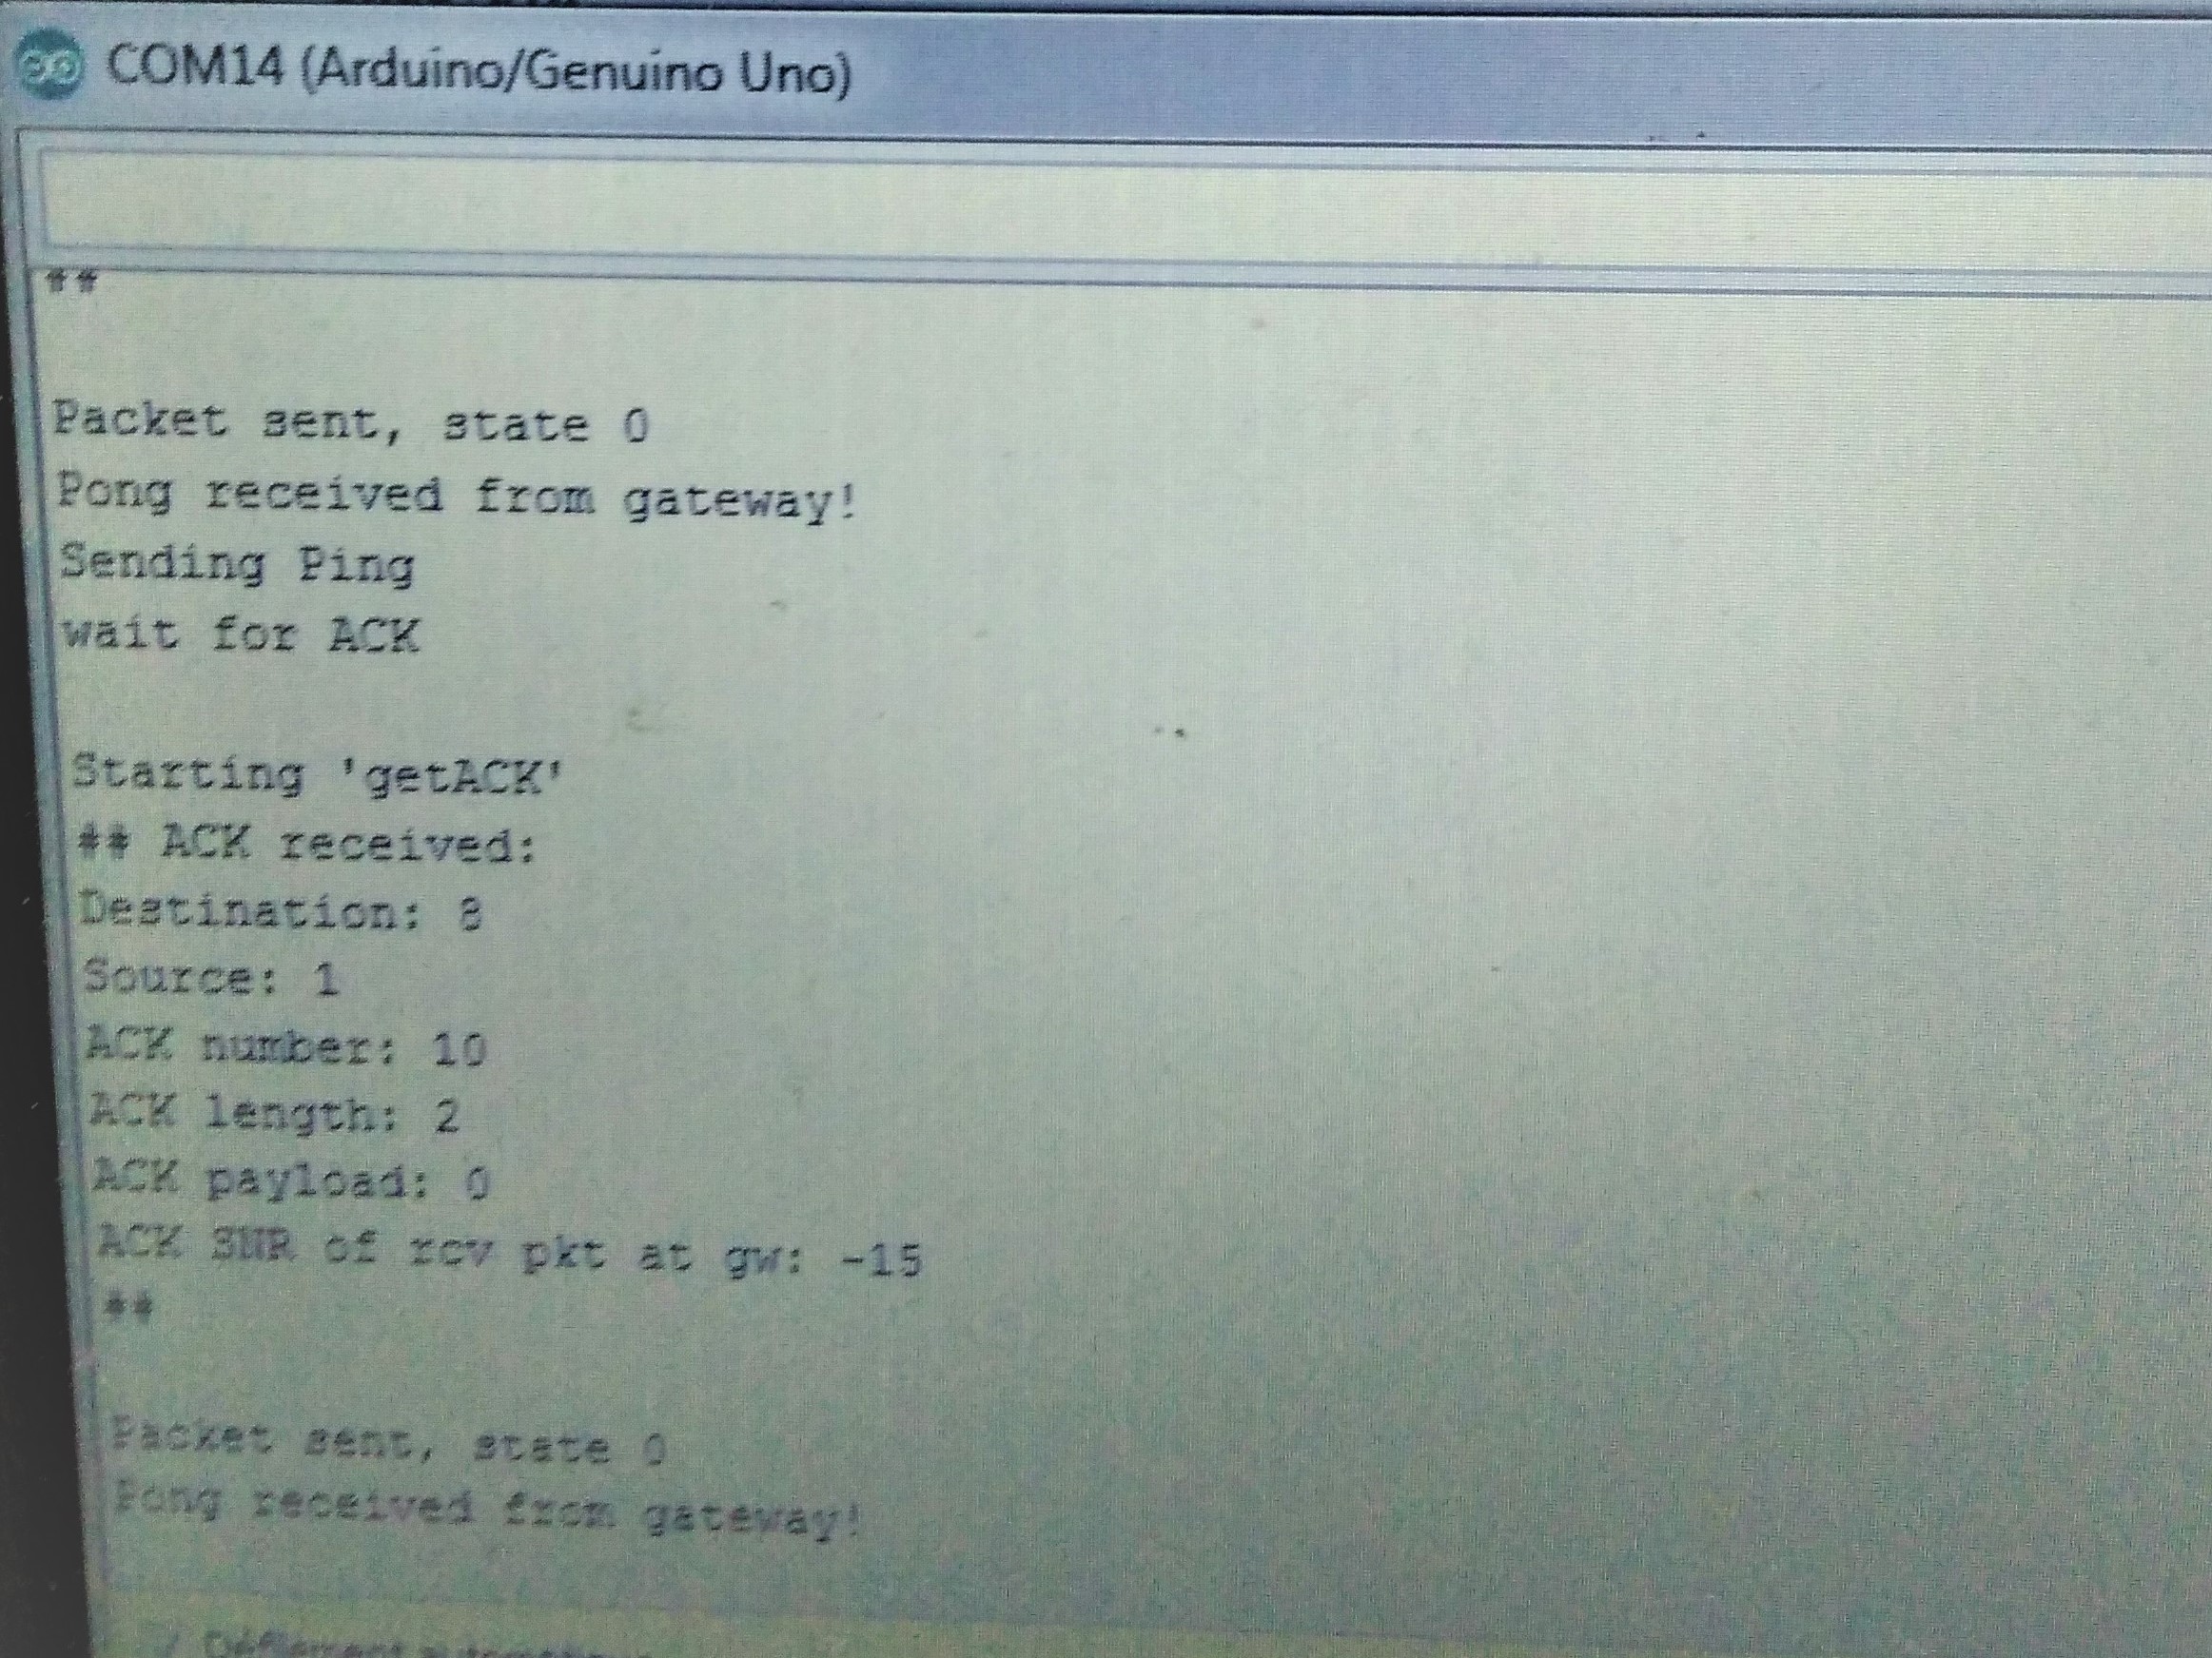 COM14 (Arduino/Genuino Uno)
##
Packet sent, state 0
Pong received from gateway!
Sending Ping
wait for ACK
Starting 'getACK'
## ACK received:
Destination: 8
Source: 1
ACK number: 10
ACK length: 2
ACK payload: 0
ACK SNR of rcv pkt at gw: -15
##
Packet sent, state 0
Pong received from gateway!
Défilement